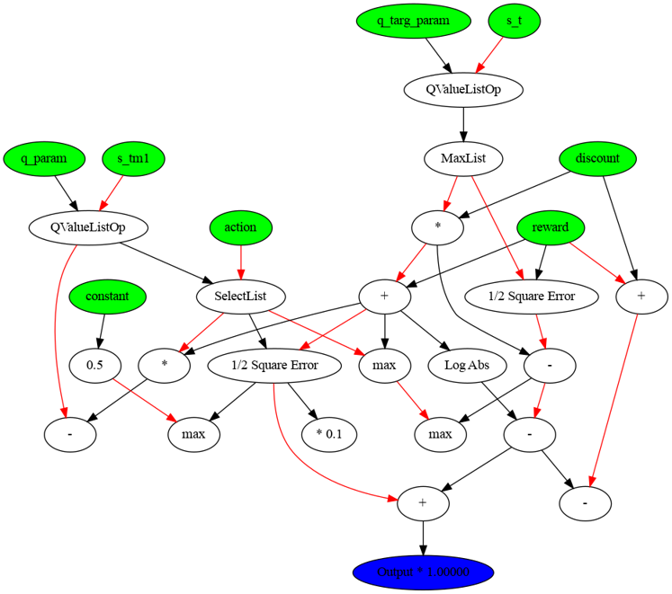 q_targ_param
s_t
QValueListOp
q_param
s_tm1
MaxList
discount
QValueListOp
action
*
reward
constant
SelectList
+
1/2 Square Error
+
0.5
*
1/2 Square Error
max
Log Abs
-
-
max
* 0.1
max
-
+
-
Output * 1.00000